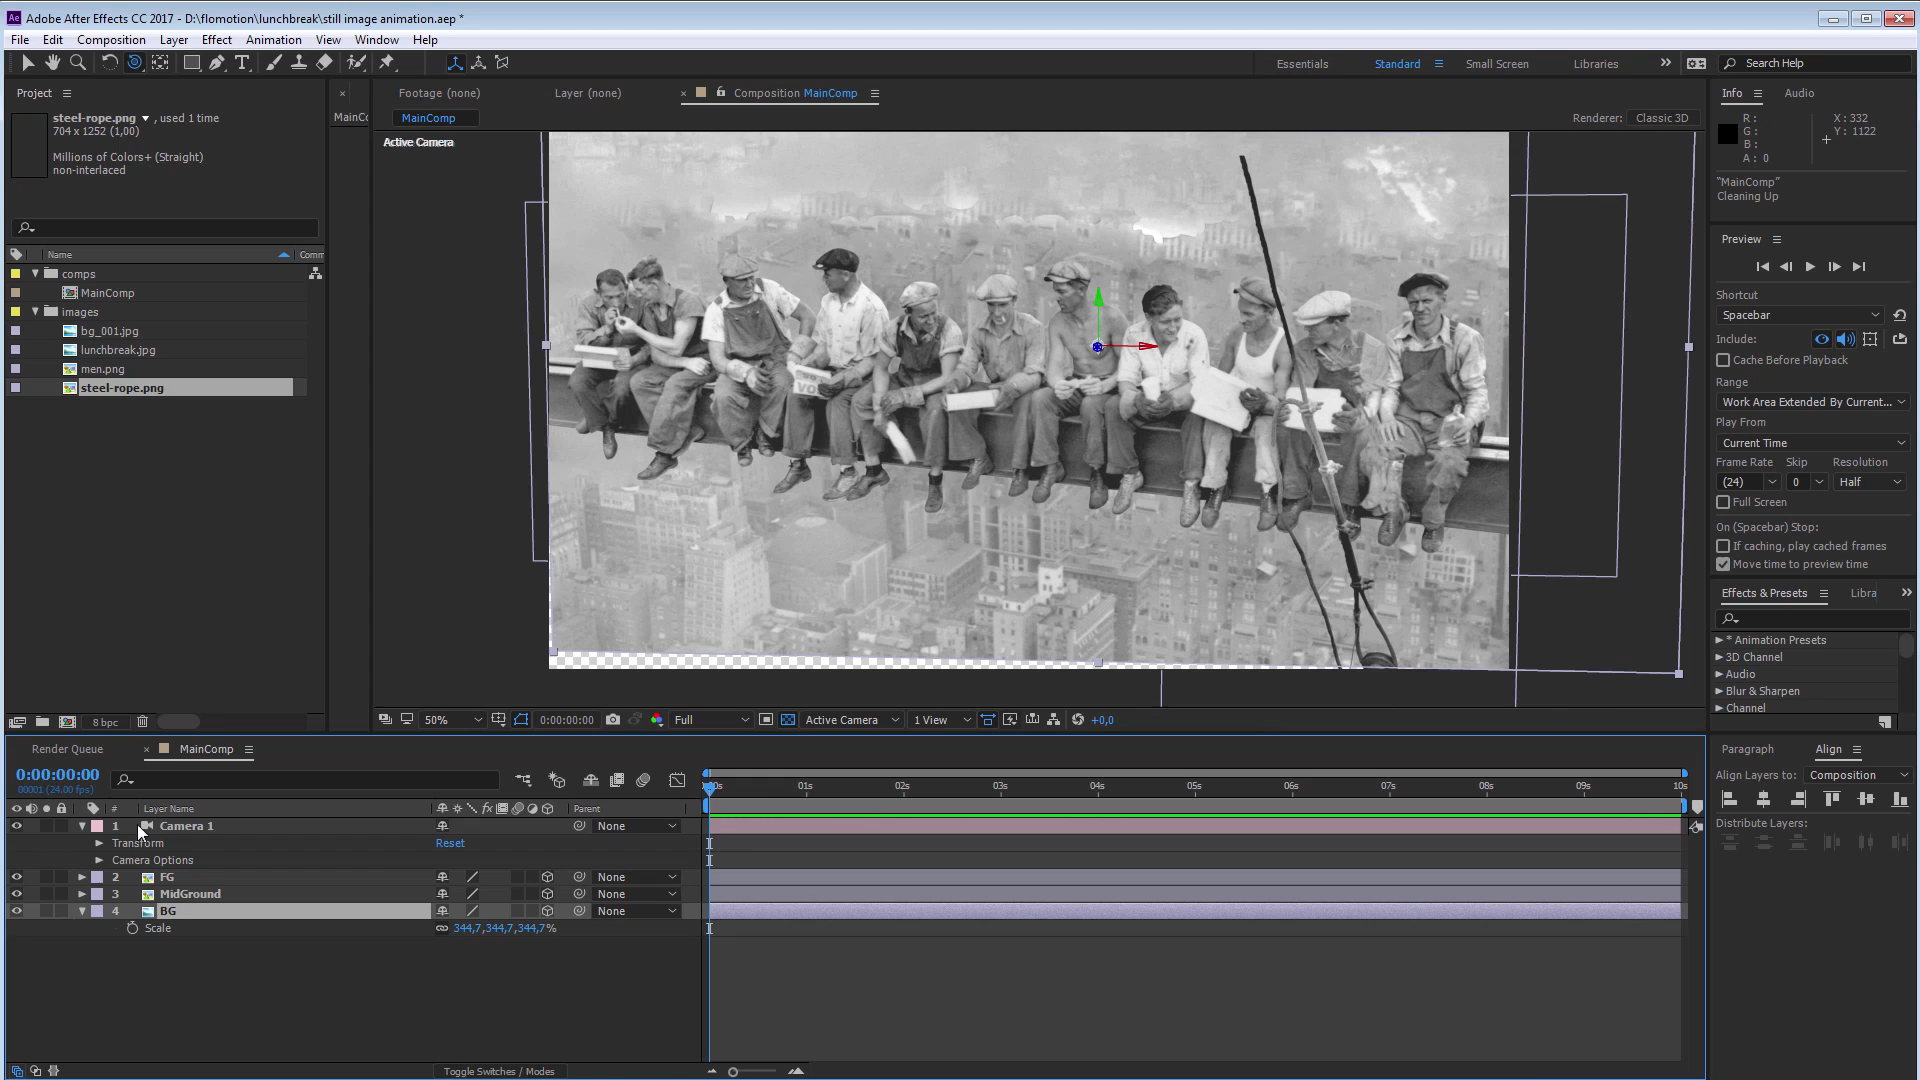 Adobe After Effects CC 2017 - D:\flomotion\lunchbreak\still image animation.aep *
File Edit Composition Layer Effect Animation View Window Help
Essentials Standard Small Screen Libraries Search Help
Project
steel-rope.png , used 1 time
704 x 1252 (1,00)
Millions of Colors+ (Straight)
non-interlaced
Name Comm
comps
MainComp
images
bg_001.jpg
lunchbreak.jpg
men.png
steel-rope.png
8 bpc
MainCo
Footage (none) Layer (none) Composition MainComp
MainComp
Renderer: Classic 3D
Active Camera
50% 0:00:00:00 Full Active Camera 1 View +0,0
Info Audio
R: X: 332
G: Y: 1122
B:
A: 0
"MainComp"
Cleaning Up
Preview
Shortcut
Spacebar
Include:
Cache Before Playback
Range
Work Area Extended By Current...
Play From
Current Time
Frame Rate Skip Resolution
(24) 0 Half
Full Screen
On (Spacebar) Stop:
If caching, play cached frames
Move time to preview time
Effects & Presets Libra
* Animation Presets
3D Channel
Audio
Blur & Sharpen
Channel
Render Queue MainComp
0:00:00:00
00001 (24.00 fps)
# Layer Name Parent
1 Camera 1 None
Transform Reset
Camera Options
2 FG None
3 MidGround None
4 BG None
Scale 344,7,344,7,344,7%
0s 01s 02s 03s 04s 05s 06s 07s 08s 09s 10s
Toggle Switches / Modes
Paragraph Align
Align Layers to: Composition
Distribute Layers: